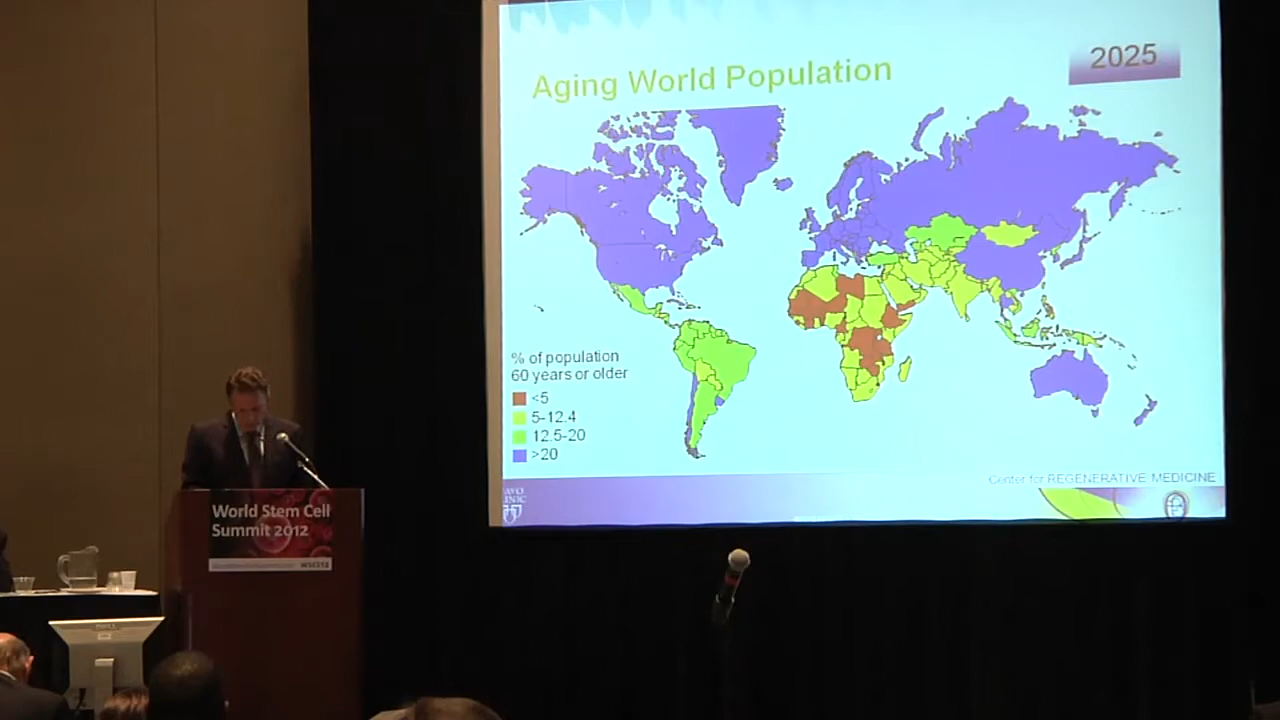 Aging World Population
2025
% of population
60 years or older
<5
5-12.4
12.5-20
>20
Center for REGENERATIVE MEDICINE
World Stem Cell
Summit 2012